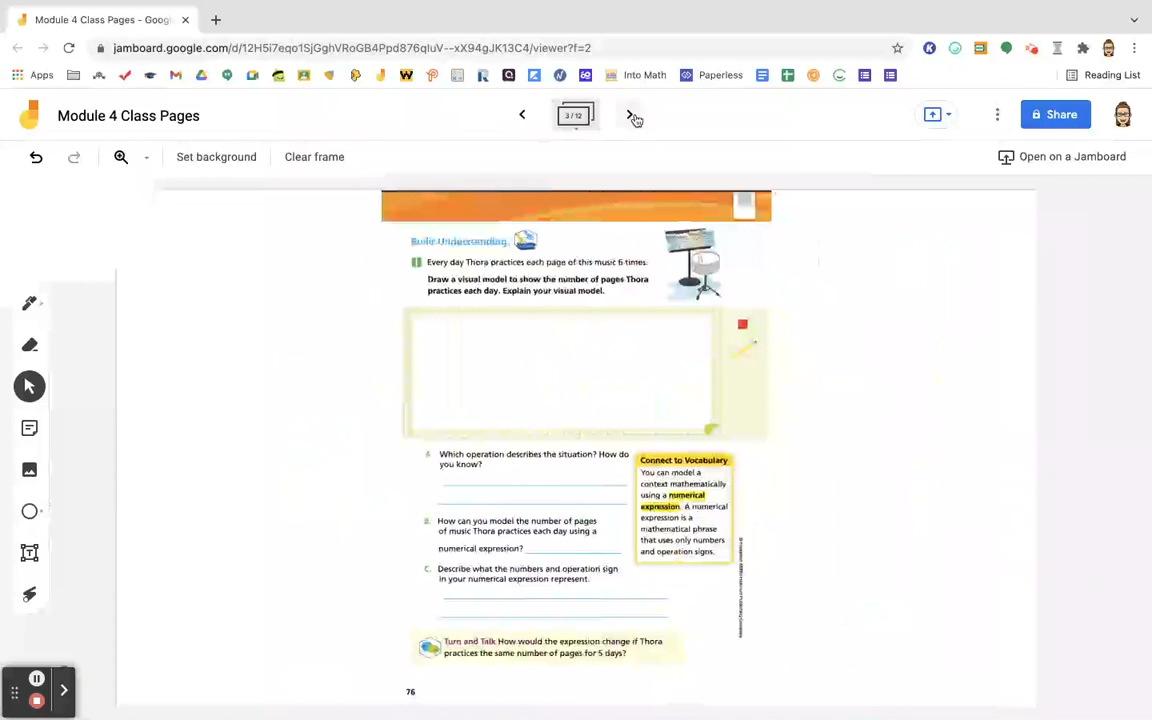 Module 4 Class Pages - Goog
jamboard.google.com/d/12H5i7eqo1SjGghVRoGB4Ppd876qluV--xX94gJK13C4/viewer?f=2
Apps
Into Math
Paperless
Reading List
Module 4 Class Pages
3 / 12
Share
Set background
Clear frame
Open on a Jamboard
Build Understanding
1 Every day Thora practices each page of this music 6 times.
Draw a visual model to show the number of pages Thora
practices each day. Explain your visual model.
A. Which operation describes the situation? How do
you know?
B. How can you model the number of pages
of music Thora practices each day using a
numerical expression?
C. Describe what the numbers and operation sign
in your numerical expression represent.
Connect to Vocabulary
You can model a
context mathematically
using a numerical
expression. A numerical
expression is a
mathematical phrase
that uses only numbers
and operation signs.
Turn and Talk How would the expression change if Thora
practices the same number of pages for 5 days?
76